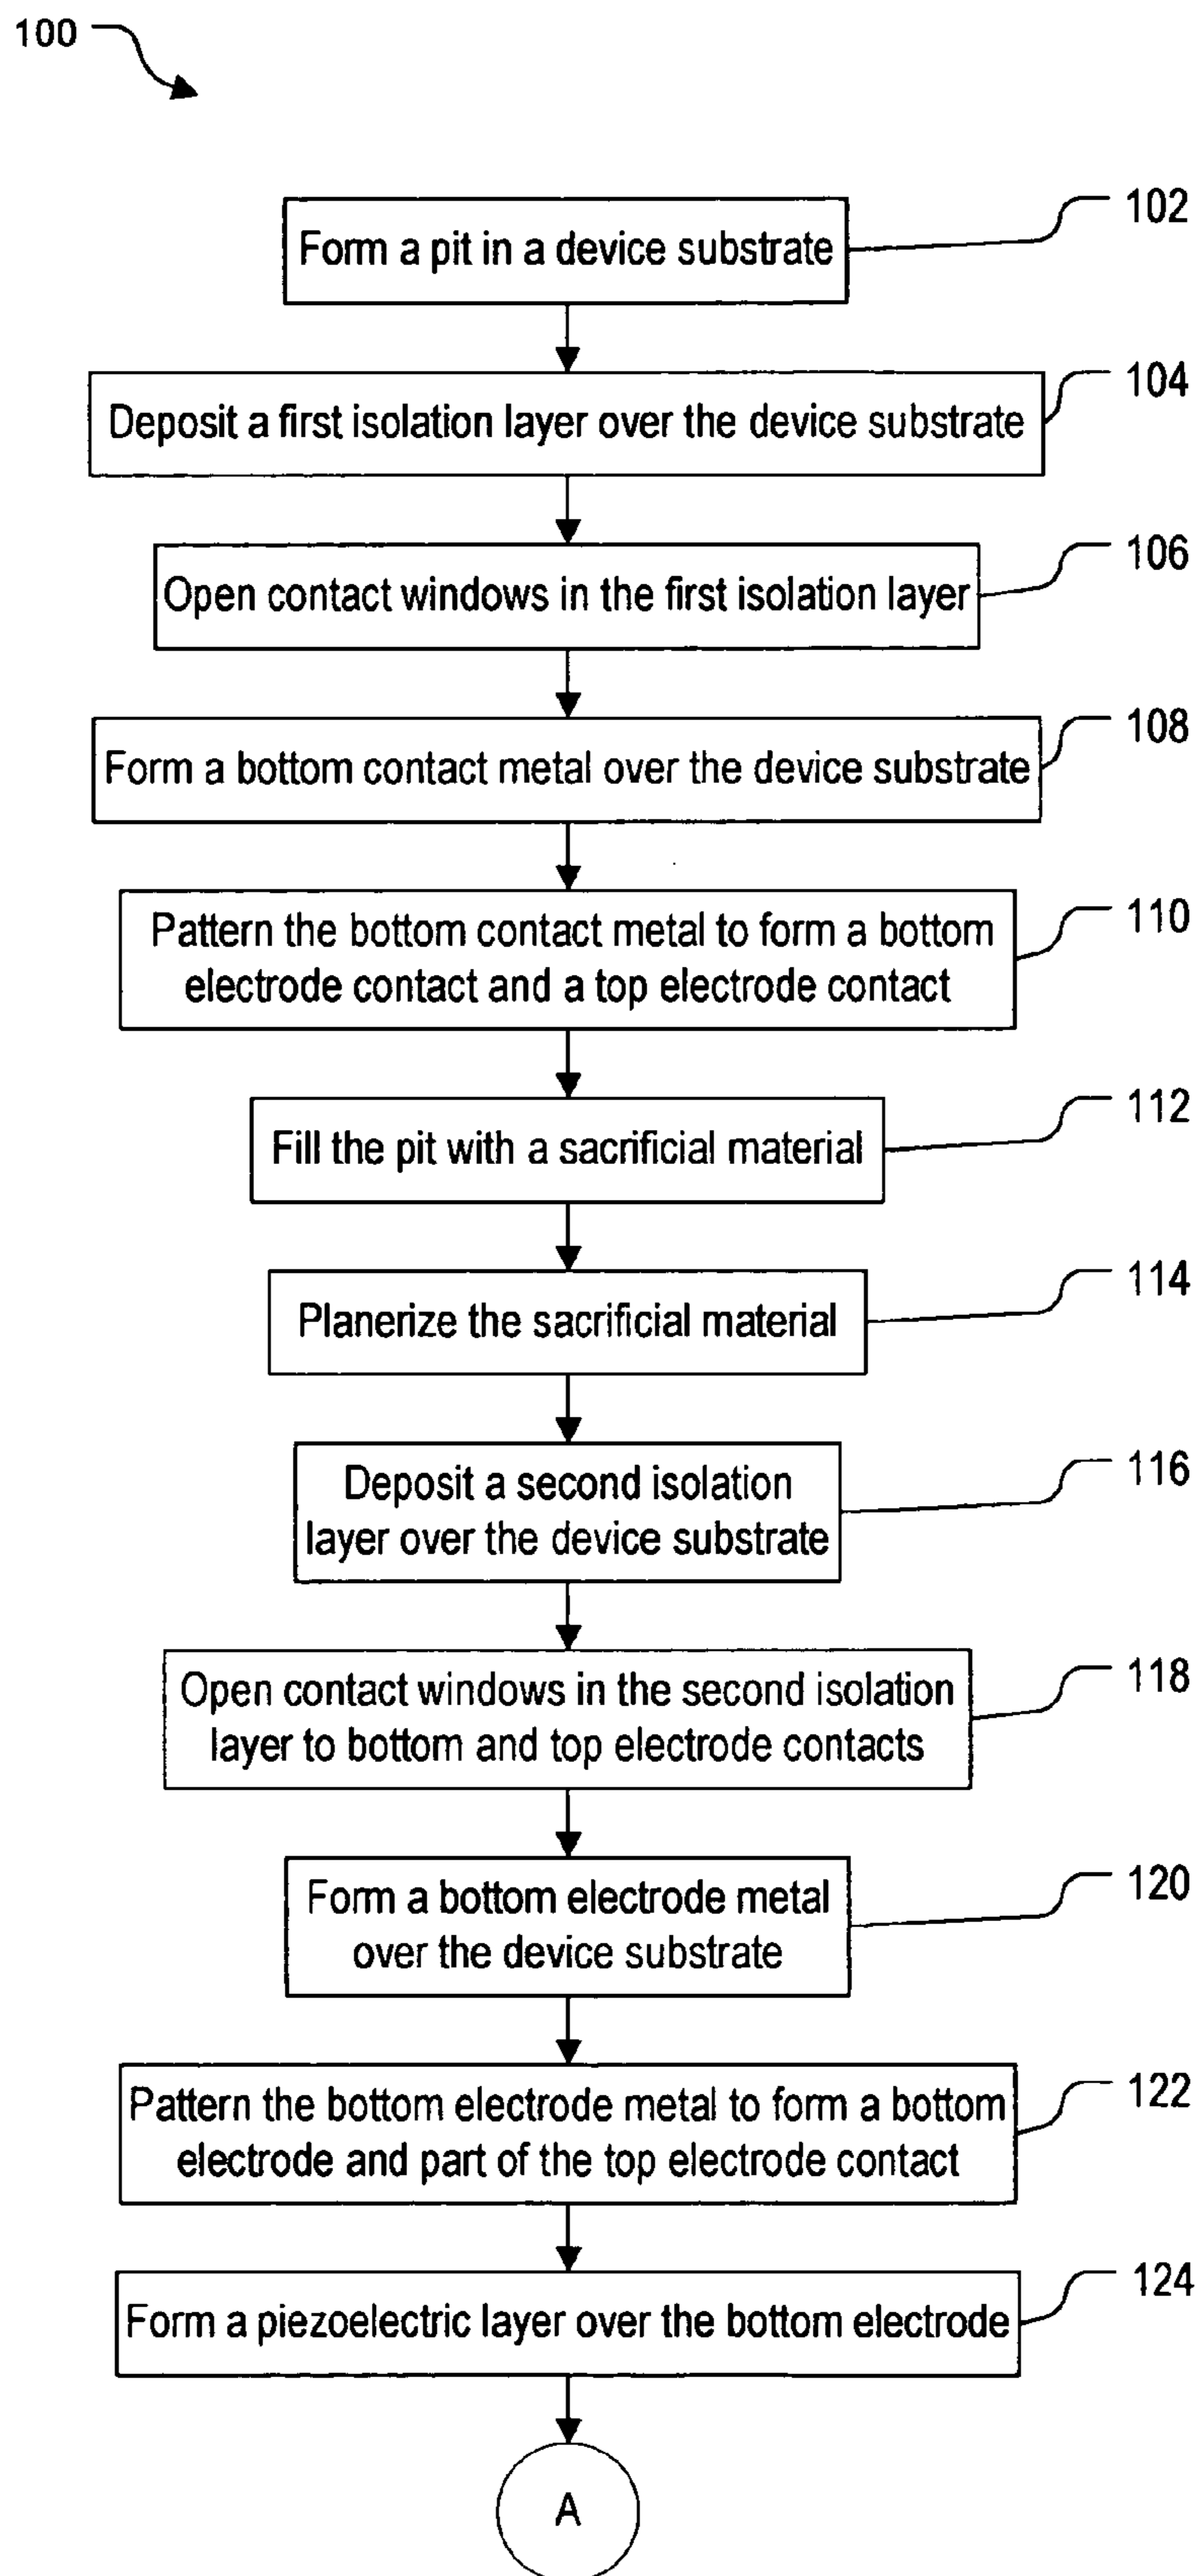 100
Form a pit in a device substrate
102
Deposit a first isolation layer over the device substrate
104
Open contact windows in the first isolation layer
106
Form a bottom contact metal over the device substrate
108
Pattern the bottom contact metal to form a bottom
electrode contact and a top electrode contact
110
Fill the pit with a sacrificial material
112
Planerize the sacrificial material
114
Deposit a second isolation
layer over the device substrate
116
Open contact windows in the second isolation
layer to bottom and top electrode contacts
118
Form a bottom electrode metal
over the device substrate
120
Pattern the bottom electrode metal to form a bottom
electrode and part of the top electrode contact
122
Form a piezoelectric layer over the bottom electrode
124
A